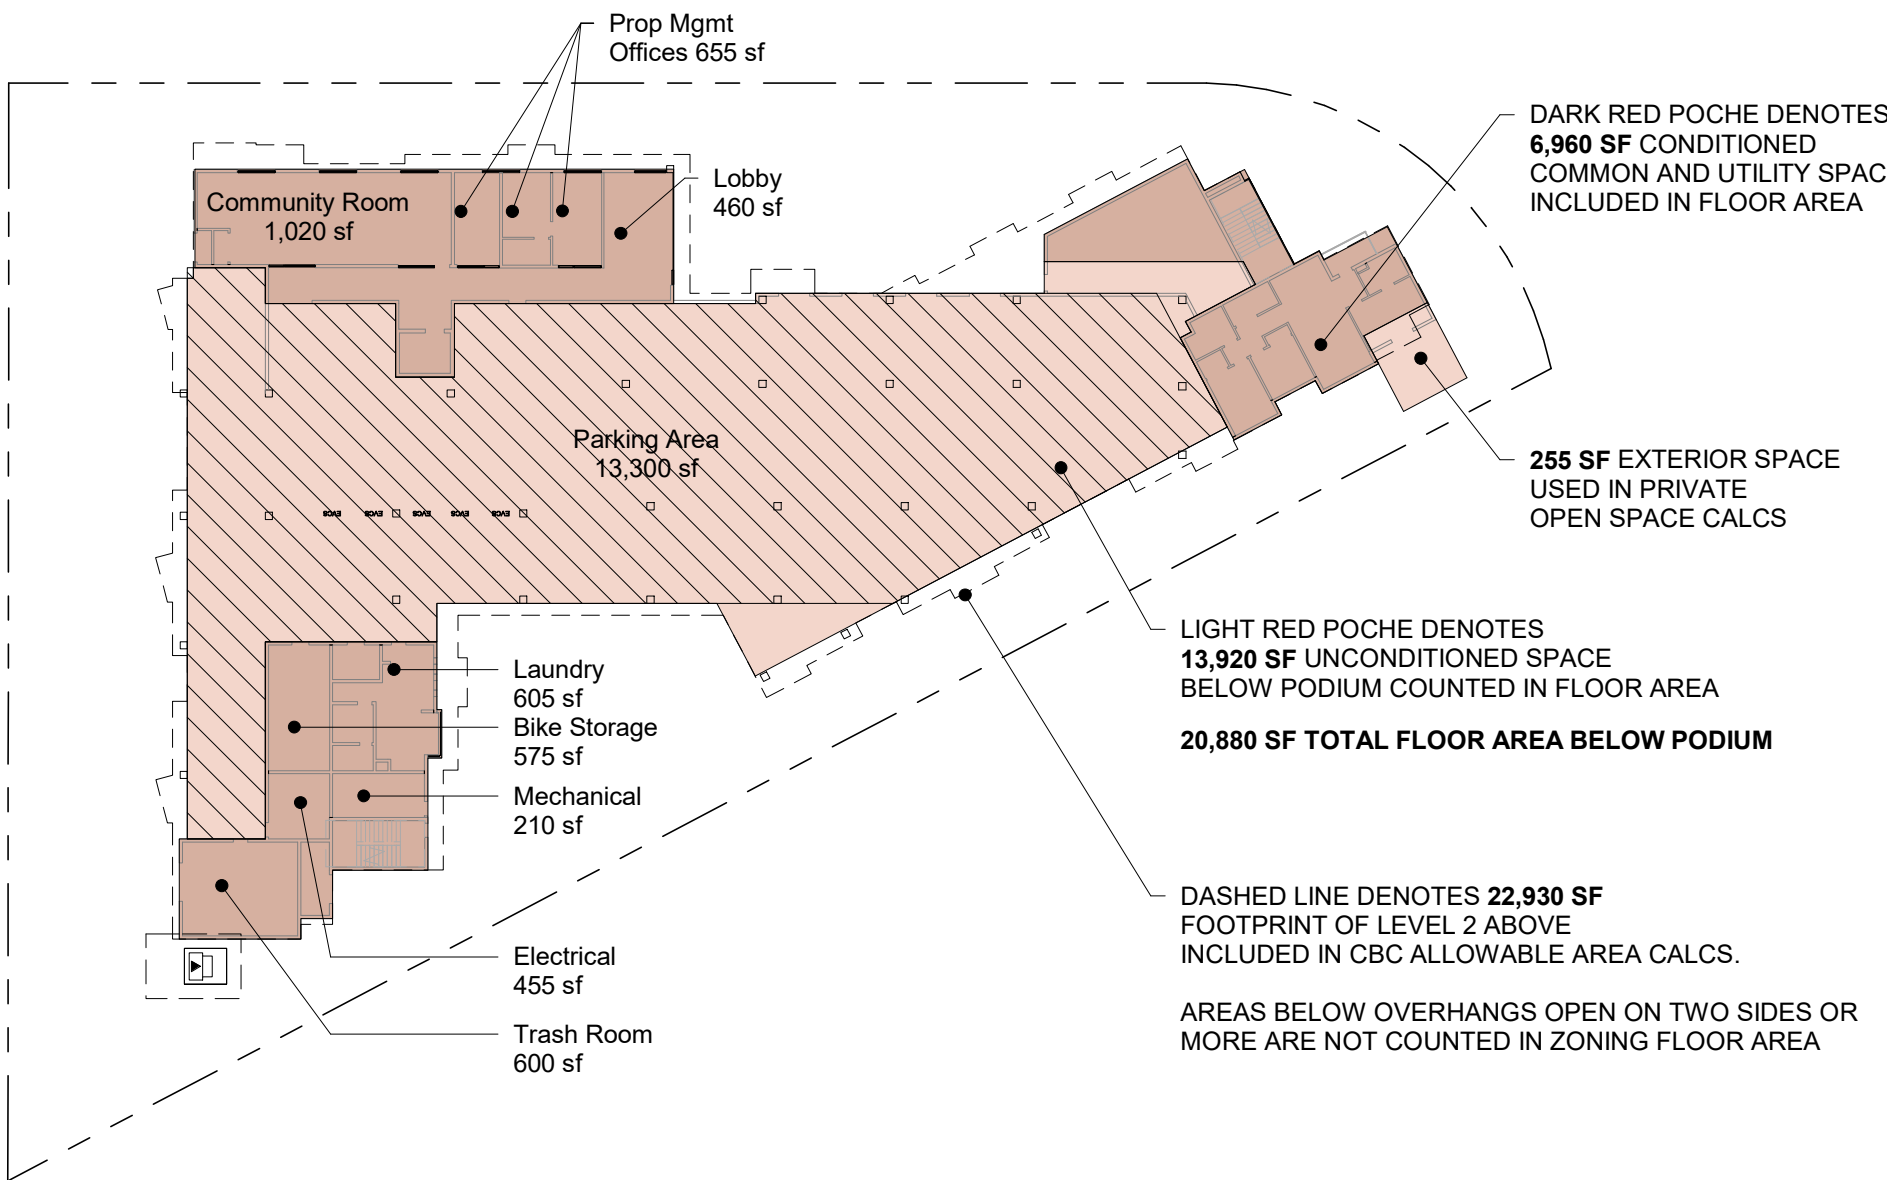 Prop Mgmt
Offices 655 sf
DARK RED POCHE DENOTES
6,960 SF CONDITIONED
COMMON AND UTILITY SPAC
INCLUDED IN FLOOR AREA
Lobby
460 sf
Community Room
1,020 sf
Parking Area
13,300 sf
255 SF EXTERIOR SPACE
USED IN PRIVATE
OPEN SPACE CALCS
EVCS EVCS EVCS EVCS EVCS
LIGHT RED POCHE DENOTES
13,920 SF UNCONDITIONED SPACE
BELOW PODIUM COUNTED IN FLOOR AREA
20,880 SF TOTAL FLOOR AREA BELOW PODIUM
Laundry
605 sf
Bike Storage
575 sf
Mechanical
210 sf
Electrical
455 sf
Trash Room
600 sf
DASHED LINE DENOTES 22,930 SF
FOOTPRINT OF LEVEL 2 ABOVE
INCLUDED IN CBC ALLOWABLE AREA CALCS.
AREAS BELOW OVERHANGS OPEN ON TWO SIDES OR
MORE ARE NOT COUNTED IN ZONING FLOOR AREA